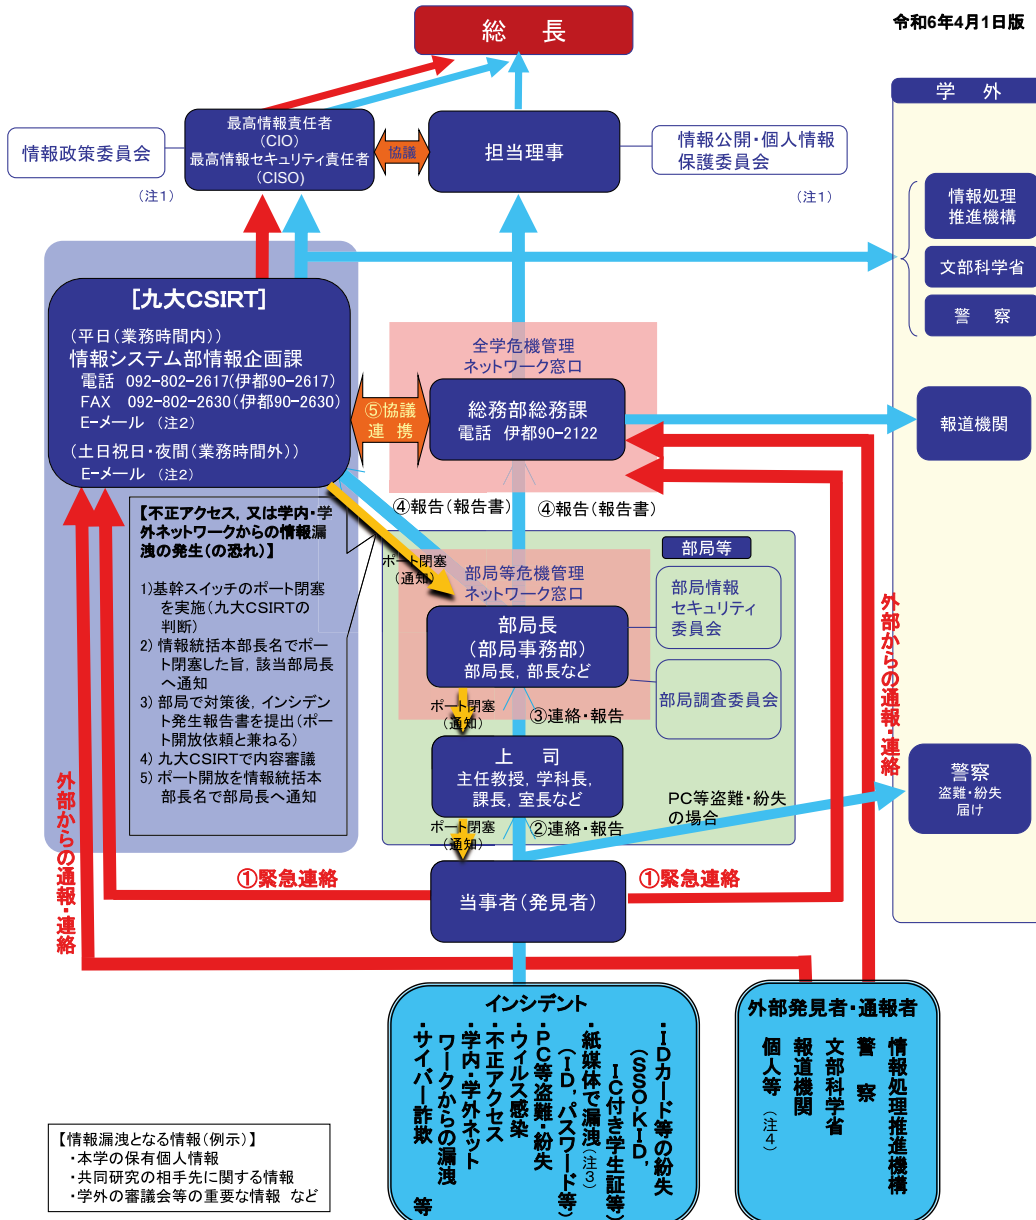 令和6年4月1日版
総　長
学　外
最高情報責任者
(CIO)
最高情報セキュリティ責任者
(CISO)
情報政策委員会
(注1)
協議
担当理事
情報公開・個人情報
保護委員会
(注1)
情報処理
推進機構
文部科学省
警　察
報道機関
警察
盗難・紛失
届け
[九大CSIRT]
(平日(業務時間内))
情報システム部情報企画課
電話 092-802-2617(伊都90-2617)
FAX 092-802-2630(伊都90-2630)
E-メール (注2)
(土日祝日・夜間(業務時間外))
E-メール (注2)
⑤協議
連 携
全学危機管理
ネットワーク窓口
総務部総務課
電話 伊都90-2122
④報告(報告書)
④報告(報告書)
【不正アクセス, 又は学内・学
外ネットワークからの情報漏
洩の発生(の恐れ)】
1)基幹スイッチのポート閉塞
を実施(九大CSIRTの
判断)
2) 情報統括本部長名でポー
ト閉塞した旨, 該当部局長
へ通知
3) 部局で対策後, インシデン
ト発生報告書を提出(ポート
開放依頼と兼ねる)
4) 九大CSIRTで内容審議
5) ポート開放を情報統括本
部長名で部局長へ通知
ポート閉塞
(通知)
部局等
部局等危機管理
ネットワーク窓口
部局長
(部局事務部)
部局長, 部長など
部局情報
セキュリティ
委員会
部局調査委員会
ポート閉塞
(通知)
③連絡・報告
上　司
主任教授, 学科長,
課長, 室長など
ポート閉塞
(通知)
②連絡・報告
PC等盗難・紛失
の場合
外部からの通報・連絡
外部からの通報・連絡
①緊急連絡
①緊急連絡
当事者(発見者)
インシデント
・IDカード等の紛失
(SSO-KID,
IC付き学生証等)
・紙媒体で漏洩(注3)
(ID, パスワード等)
・PC等盗難・紛失
・ウィルス感染
・不正アクセス
・学内・学外ネット
ワークからの漏洩
・サイバー詐欺　等
外部発見者・通報者
情報処理推進機構
警　察
文部科学省
報道機関
個人等 (注4)
【情報漏洩となる情報(例示)】
・本学の保有個人情報
・共同研究の相手先に関する情報
・学外の審議会等の重要な情報 など